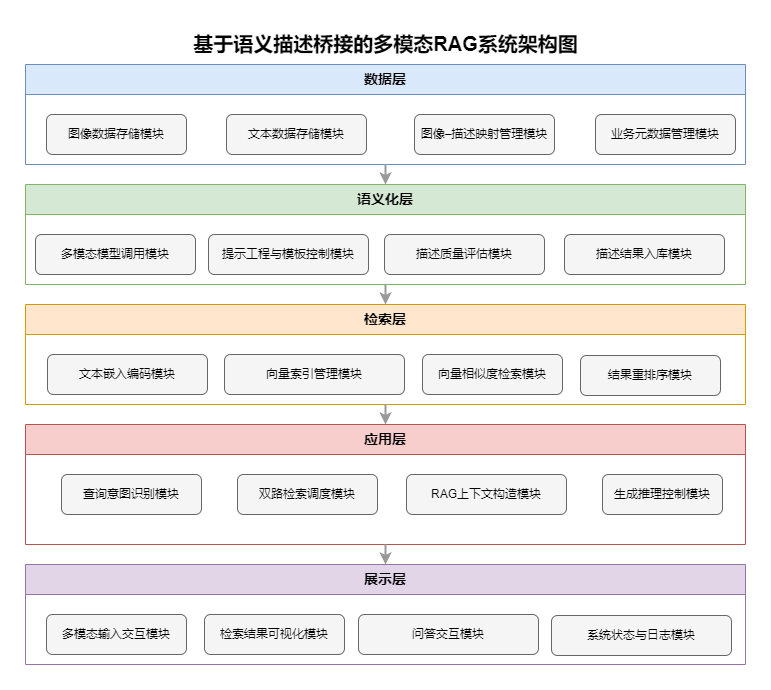 基于语义描述桥接的多模态RAG系统架构图
数据层
图像数据存储模块
文本数据存储模块
图像–描述映射管理模块
业务元数据管理模块
语义化层
多模态模型调用模块
提示工程与模板控制模块
描述质量评估模块
描述结果入库模块
检索层
文本嵌入编码模块
向量索引管理模块
向量相似度检索模块
结果重排序模块
应用层
查询意图识别模块
双路检索调度模块
RAG上下文构造模块
生成推理控制模块
展示层
多模态输入交互模块
检索结果可视化模块
问答交互模块
系统状态与日志模块